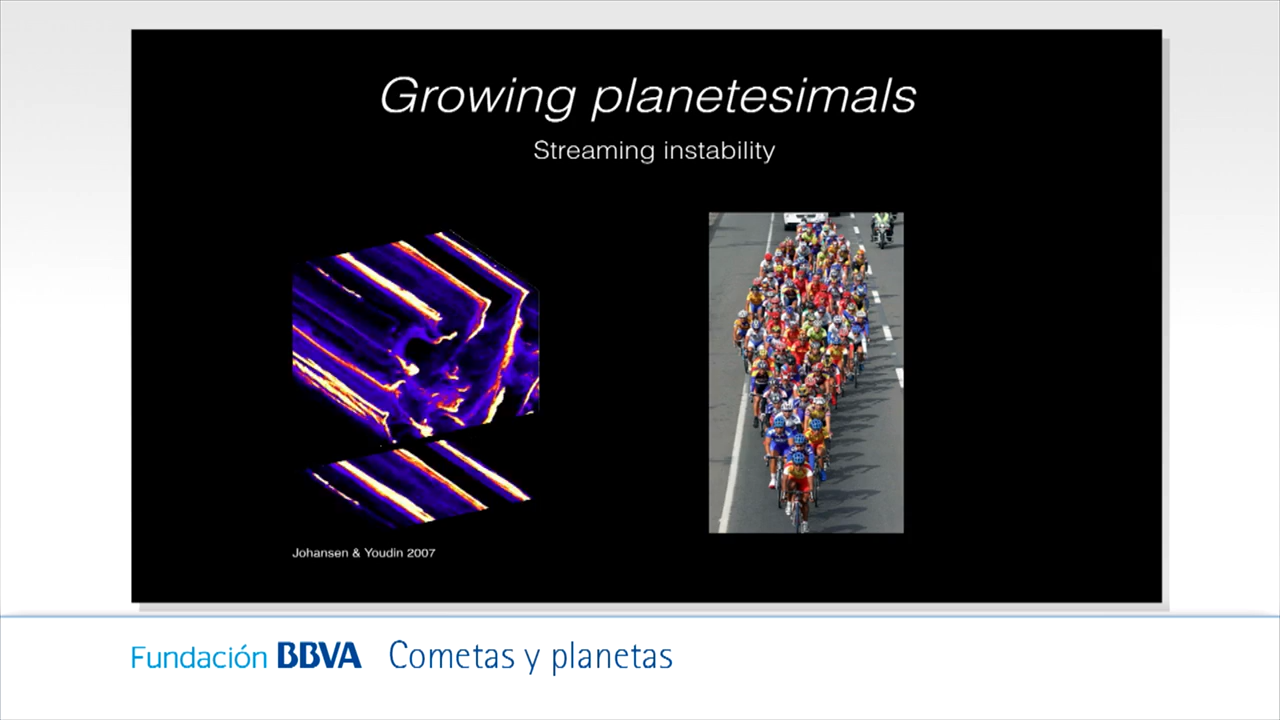 Growing planetesimals
Streaming instability
Johansen & Youdin 2007
Fundación BBVA Cometas y planetas